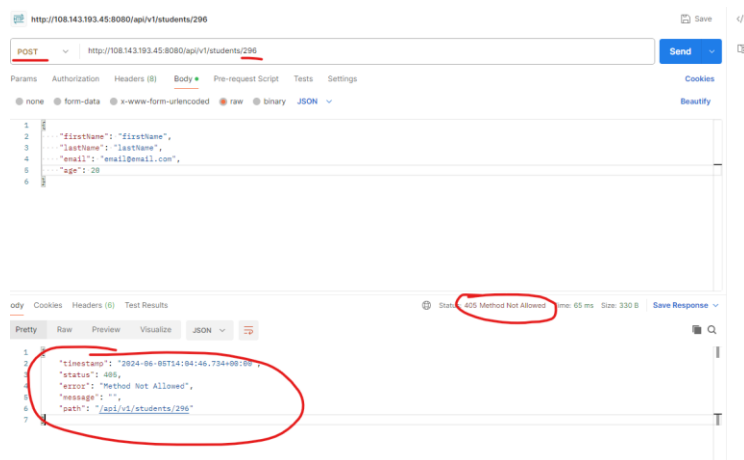 http://108.143.193.45:8080/api/v1/students/296
Save
POST
http://108.143.193.45:8080/api/v1/students/296
Send
Params Authorization Headers (8) Body Pre-request Script Tests Settings
Cookies
none form-data x-www-form-urlencoded raw binary JSON
Beautify
1 {
2 "firstName": "firstName",
3 "lastName": "lastName",
4 "email": "email@email.com",
5 "age": 28
6 }
ody Cookies Headers (6) Test Results
405 Method Not Allowed ime: 65 ms Size: 330 B Save Response
Pretty Raw Preview Visualize JSON
1 {
2 "timestamp": "2024-06-05T14:04:46.734+00:00",
3 "status": 405,
4 "error": "Method Not Allowed",
5 "message": "",
6 "path": "/api/v1/students/296"
7 }